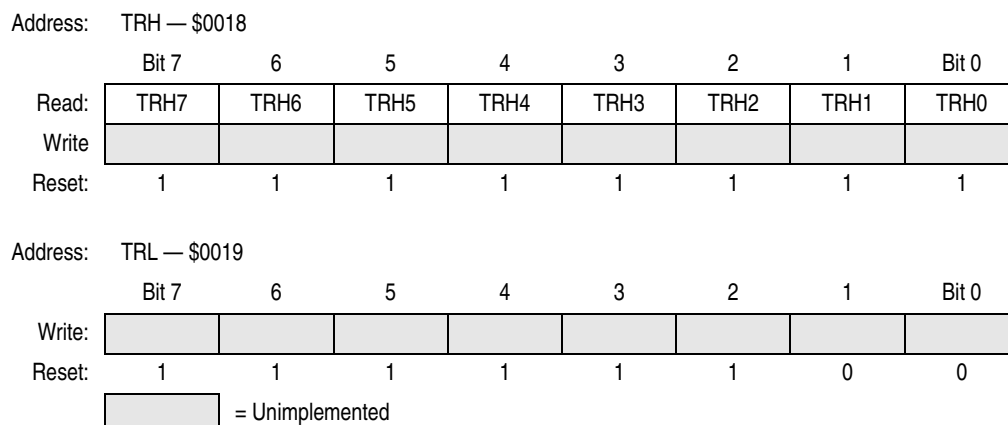 Address: TRH — $0018
Bit 7 6 5 4 3 2 1 Bit 0
Read: TRH7 TRH6 TRH5 TRH4 TRH3 TRH2 TRH1 TRH0
Write
Reset: 1 1 1 1 1 1 1 1
Address: TRL — $0019
Bit 7 6 5 4 3 2 1 Bit 0
Write:
Reset: 1 1 1 1 1 1 0 0
= Unimplemented